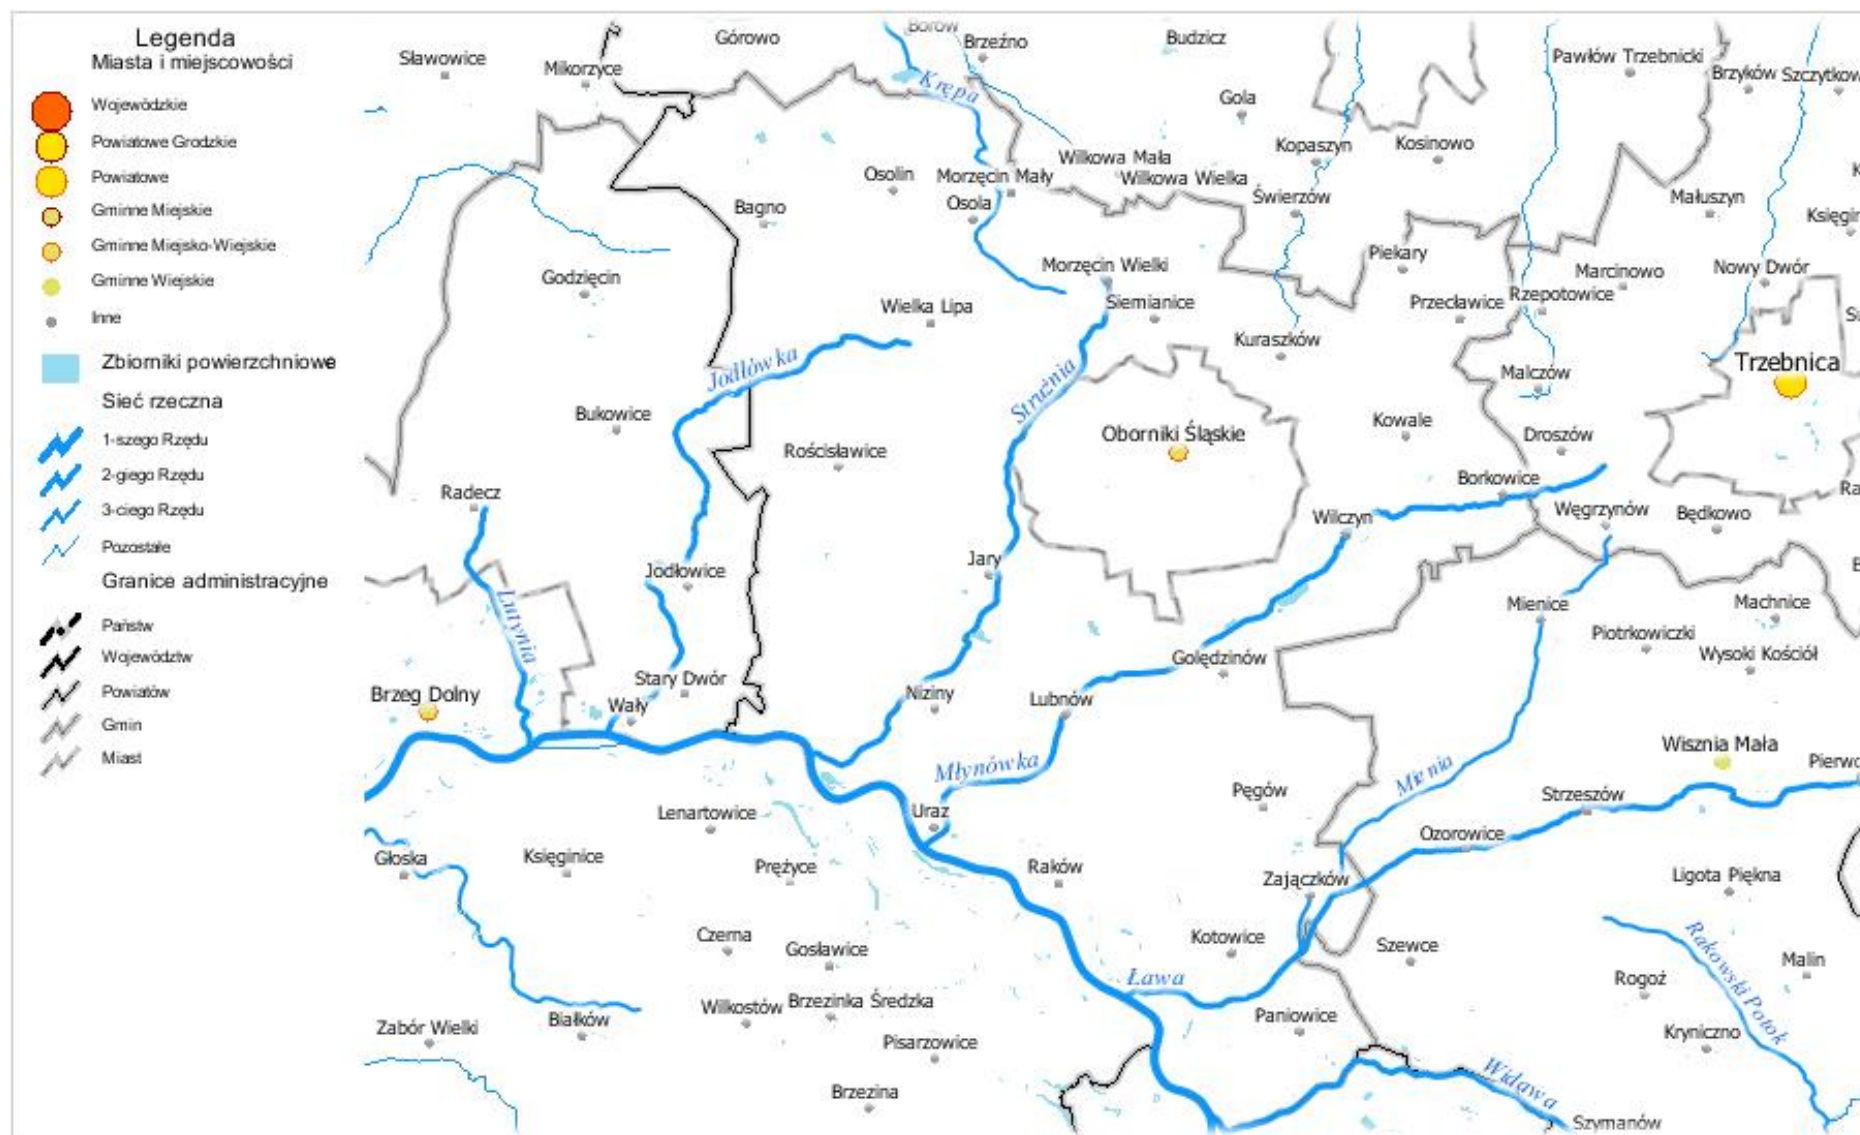 Legenda
Miasta i miejscowości
Wojewódzkie
Powiatowe Grodzkie
Powiatowe
Gminne Miejskie
Gminne Miejsko-Wiejskie
Gminne Wiejskie
Inne
Zbiorniki powierzchniowe
Sieć rzeczna
1-szego Rzędu
2-giego Rzędu
3-ciego Rzędu
Pozostałe
Granice administracyjne
Państw
Województw
Powiatów
Gmin
Miast
Borów
Górowo
Brzeźno
Budzicz
Sławowice
Mikorzyce
Pawłów Trzebnicki
Brzyków
Szczytkow
Krępa
Gola
Kopaszyn
Kosinowo
Wilkowa Mała
Osolin
Morzęcin Mały
Wilkowa Wielka
Świerzów
Małuszyn
Bagno
Osola
Księgin
Piekary
Morzęcin Wielki
Marcinowo
Nowy Dwór
Godzięcin
Wielka Lipa
Siemianice
Przecławice
Rzepotowice
Kuraszków
Jodłówka
Strużnia
Malczów
Trzebnica
Bukowice
Oborniki Śląskie
Kowale
Droszów
Rościsławice
Radecz
Borkowice
Ra
Wilczyn
Węgrzynów
Będkowo
Jary
Jodłowice
Lutynia
Mienice
Machnice
Piotrkowiczki
Wysoki Kościół
Golędzinów
Stary Dwór
Brzeg Dolny
Wały
Niziny
Lubnów
Wisznia Mała
Młynówka
Mienia
Pierwo
Pęgów
Strzeszów
Lenartowice
Uraz
Ozorowice
Głoska
Księginice
Prężyce
Raków
Zajączków
Ligota Piękna
Czerna
Gosławice
Kotowice
Szewce
Rakowski Potok
Malin
Ława
Rogoż
Wilkostów
Brzezinka Średzka
Zabór Wielki
Białków
Paniowice
Kryniczno
Pisarzowice
Widawa
Brzezina
Szymanów